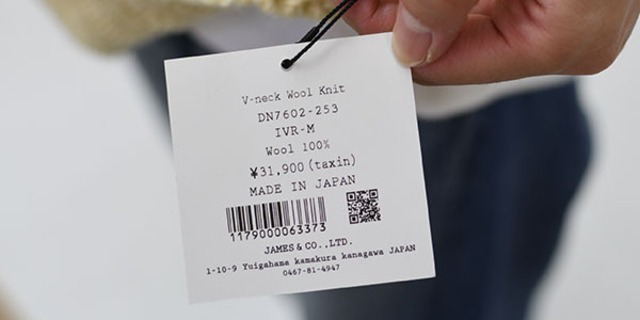 V-neck Wool Knit
DN7602-253
IVR-M
Wool 100%
¥31,900(taxin)
MADE IN JAPAN
1179000063373
JAMES & CO.,LTD.
1-10-9 Yuigahama kamakura kanagawa JAPAN
0467-81-4947